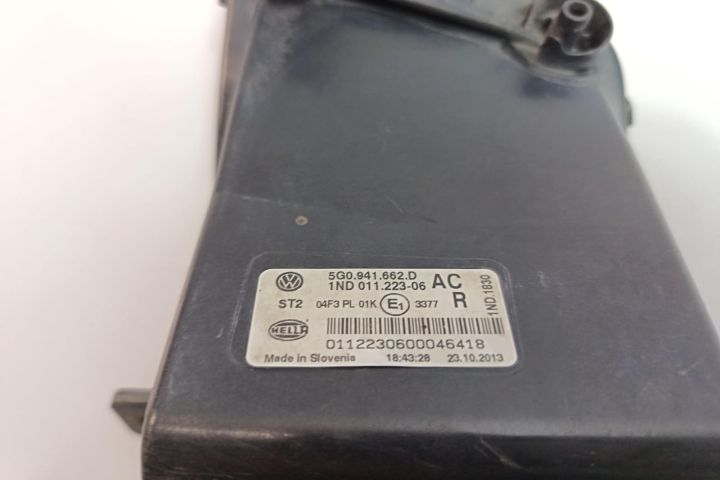 5G0.941.662.D
1ND 011.223-06 AC
ST2 04F3 PL 01K E1 3377 R
1ND.1830
HELLA
0112230600046418
Made in Slovenia 18:43:28 23.10.2013